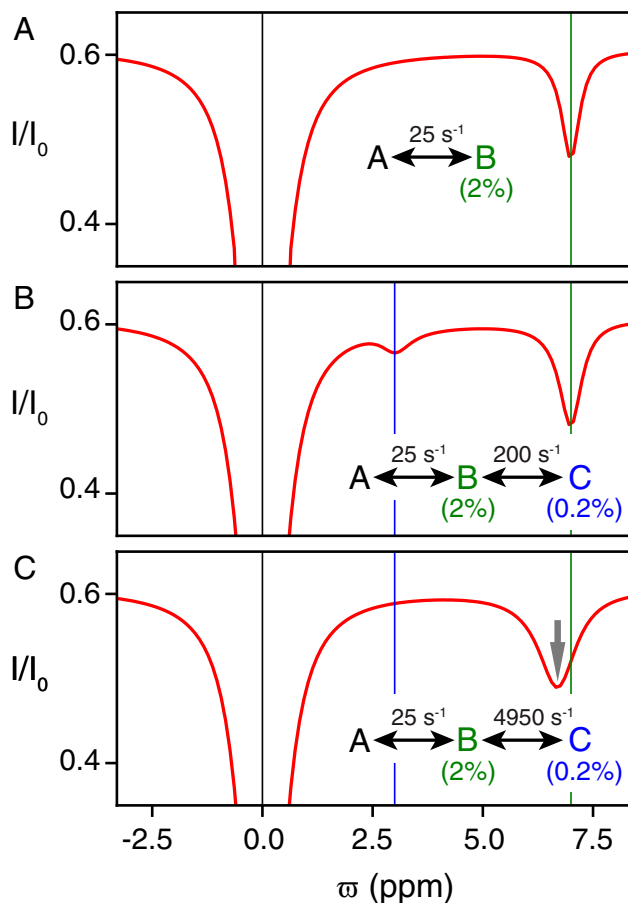 A
0.6
I/I0
0.4
25 s-1
A B
(2%)
B
0.6
I/I0
0.4
25 s-1 200 s-1
A B C
(2%) (0.2%)
C
0.6
I/I0
0.4
25 s-1 4950 s-1
A B C
(2%) (0.2%)
-2.5 0.0 2.5 5.0 7.5
ϖ (ppm)